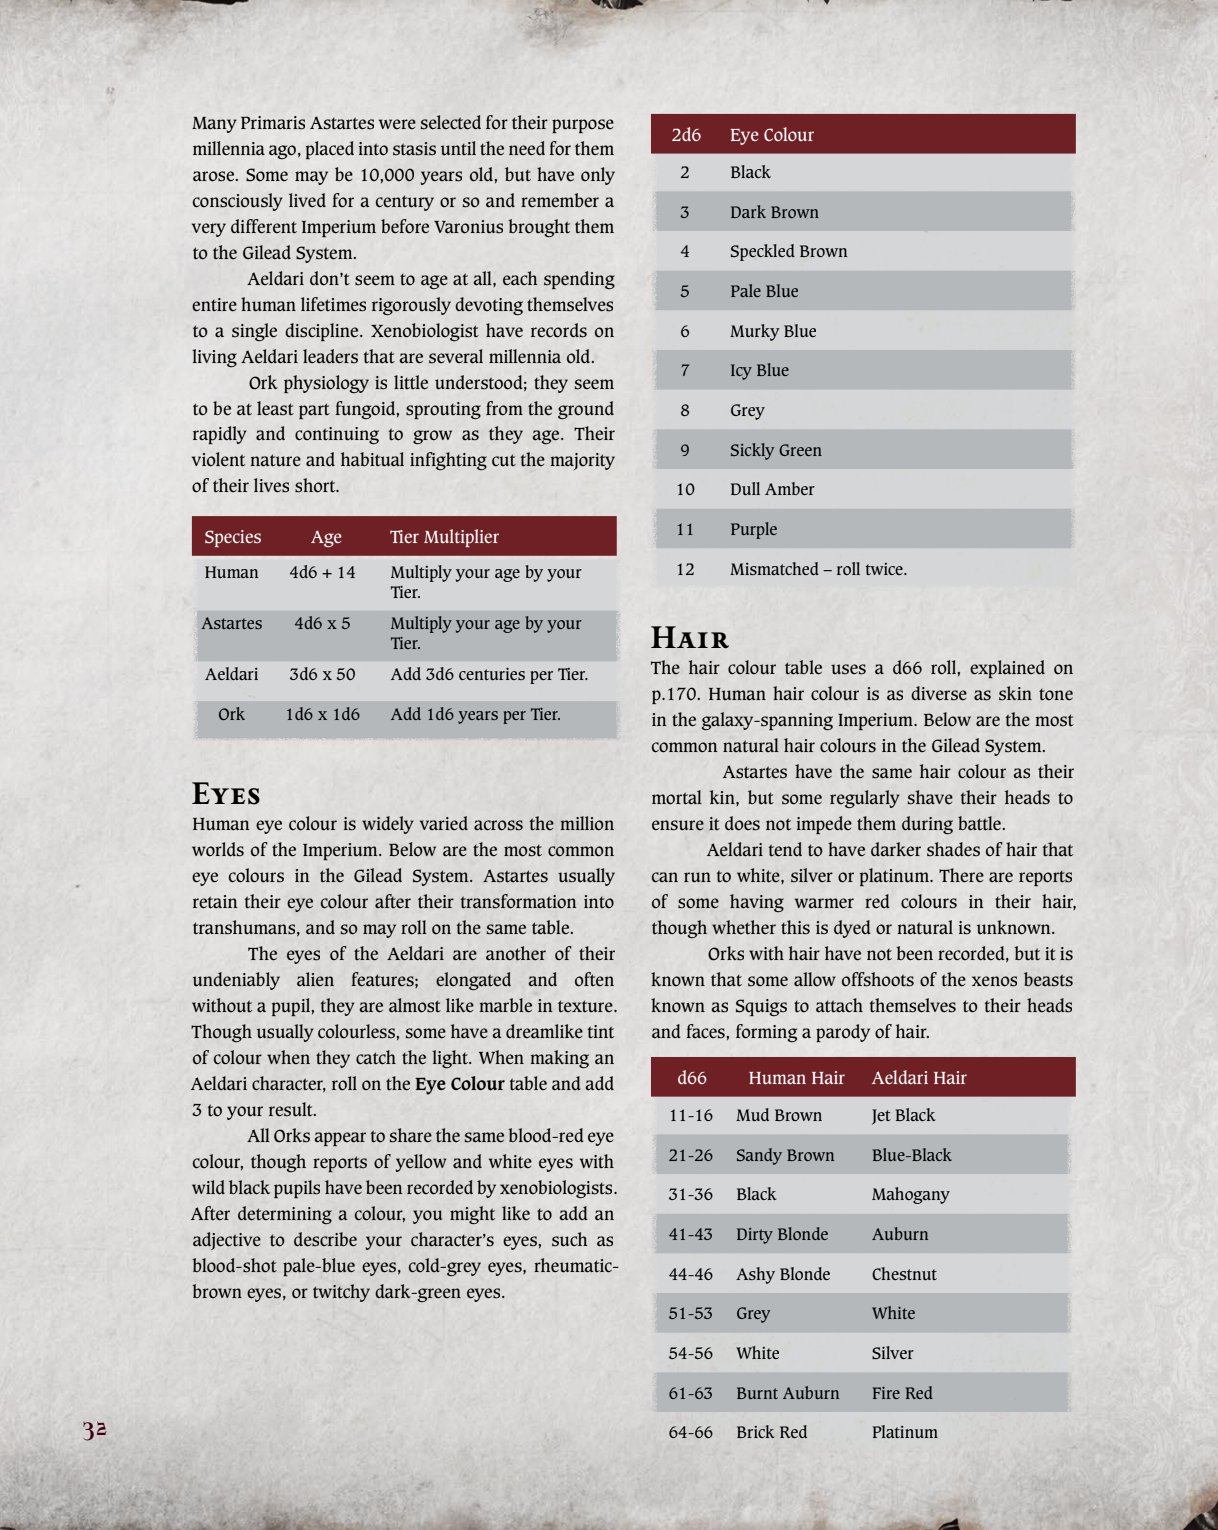 Many Primaris Astartes were selected for their purpose
millennia ago, placed into stasis until the need for them
arose. Some may be 10,000 years old, but have only
consciously lived for a century or so and remember a
very different Imperium before Varonius brought them
to the Gilead System.
Aeldari don’t seem to age at all, each spending
entire human lifetimes rigorously devoting themselves
to a single discipline. Xenobiologist have records on
living Aeldari leaders that are several millennia old.
Ork physiology is little understood; they seem
to be at least part fungoid, sprouting from the ground
rapidly and continuing to grow as they age. Their
violent nature and habitual infighting cut the majority
of their lives short.
Species Age Tier Multiplier
Human 4d6 + 14 Multiply your age by your
Tier.
Astartes 4d6 x 5 Multiply your age by your
Tier.
Aeldari 3d6 x 50 Add 3d6 centuries per Tier.
Ork 1d6 x 1d6 Add 1d6 years per Tier.
Eyes
Human eye colour is widely varied across the million
worlds of the Imperium. Below are the most common
eye colours in the Gilead System. Astartes usually
retain their eye colour after their transformation into
transhumans, and so may roll on the same table.
The eyes of the Aeldari are another of their
undeniably alien features; elongated and often
without a pupil, they are almost like marble in texture.
Though usually colourless, some have a dreamlike tint
of colour when they catch the light. When making an
Aeldari character, roll on the Eye Colour table and add
3 to your result.
All Orks appear to share the same blood-red eye
colour, though reports of yellow and white eyes with
wild black pupils have been recorded by xenobiologists.
After determining a colour, you might like to add an
adjective to describe your character’s eyes, such as
blood-shot pale-blue eyes, cold-grey eyes, rheumatic-
brown eyes, or twitchy dark-green eyes.
2d6 Eye Colour
2 Black
3 Dark Brown
4 Speckled Brown
5 Pale Blue
6 Murky Blue
7 Icy Blue
8 Grey
9 Sickly Green
10 Dull Amber
11 Purple
12 Mismatched – roll twice.
Hair
The hair colour table uses a d66 roll, explained on
p.170. Human hair colour is as diverse as skin tone
in the galaxy-spanning Imperium. Below are the most
common natural hair colours in the Gilead System.
Astartes have the same hair colour as their
mortal kin, but some regularly shave their heads to
ensure it does not impede them during battle.
Aeldari tend to have darker shades of hair that
can run to white, silver or platinum. There are reports
of some having warmer red colours in their hair,
though whether this is dyed or natural is unknown.
Orks with hair have not been recorded, but it is
known that some allow offshoots of the xenos beasts
known as Squigs to attach themselves to their heads
and faces, forming a parody of hair.
d66 Human Hair Aeldari Hair
11-16 Mud Brown Jet Black
21-26 Sandy Brown Blue-Black
31-36 Black Mahogany
41-43 Dirty Blonde Auburn
44-46 Ashy Blonde Chestnut
51-53 Grey White
54-56 White Silver
61-63 Burnt Auburn Fire Red
64-66 Brick Red Platinum
32